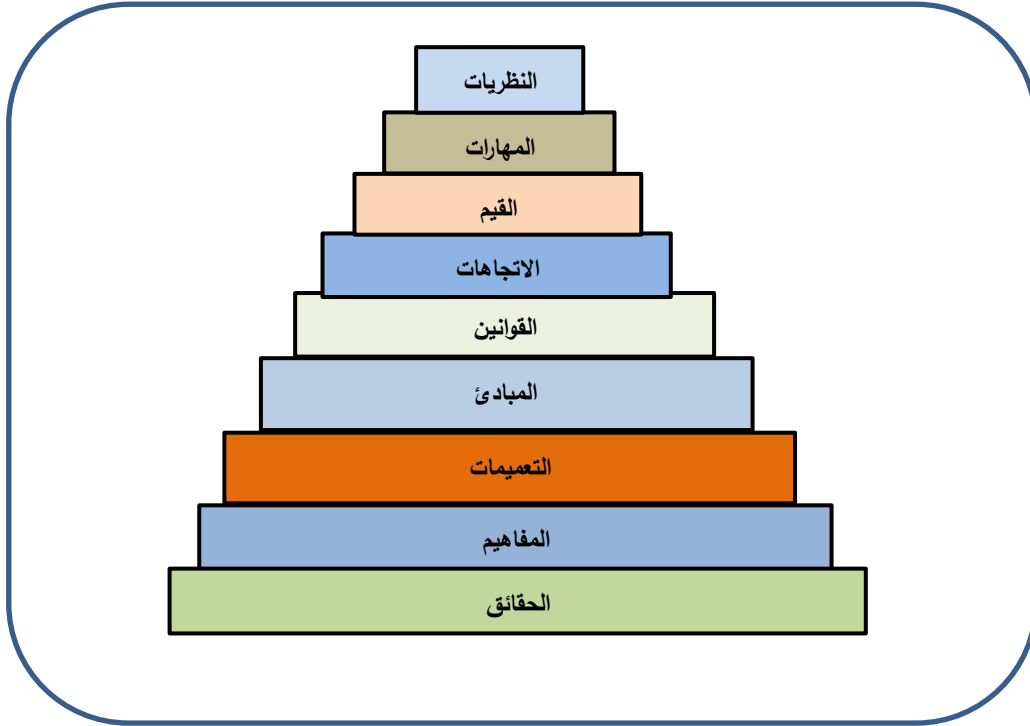 النظريات
المهارات
القيم
الاتجاهات
القوانين
المبادئ
التعميمات
المفاهيم
الحقائق